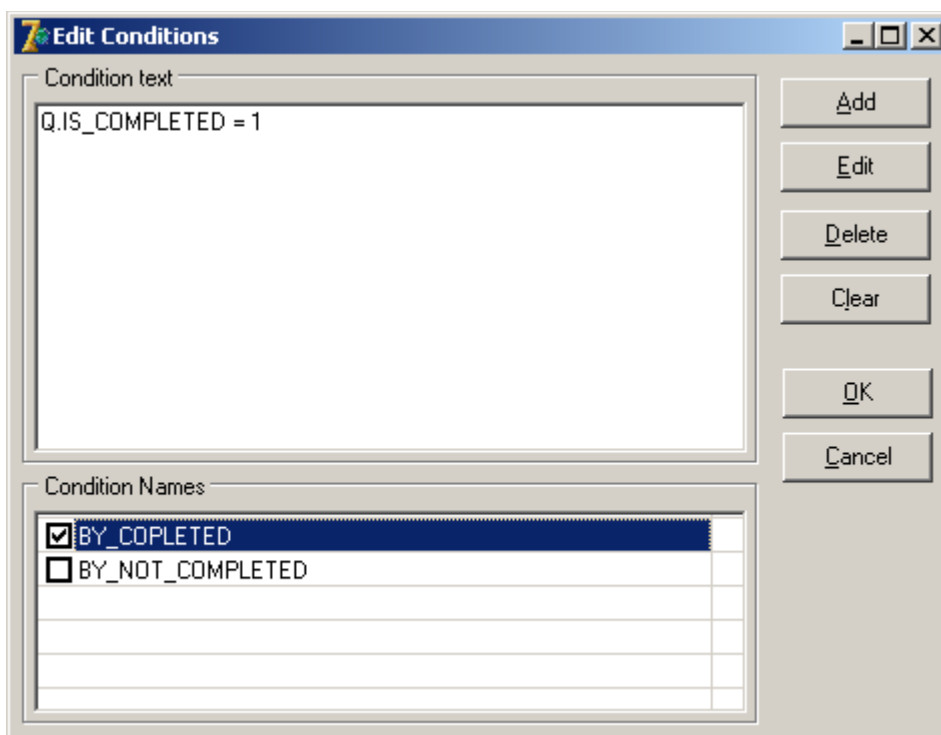 Edit Conditions
Condition text
Q.IS_COMPLETED = 1
Add
Edit
Delete
Clear
OK
Cancel
Condition Names
BY_COPLETED
BY_NOT_COMPLETED